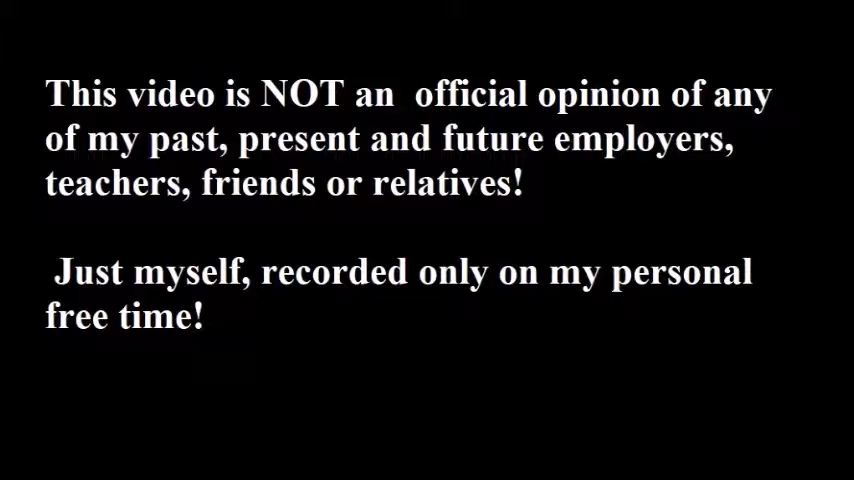 This video is NOT an official opinion of any
of my past, present and future employers,
teachers, friends or relatives!
Just myself, recorded only on my personal
free time!